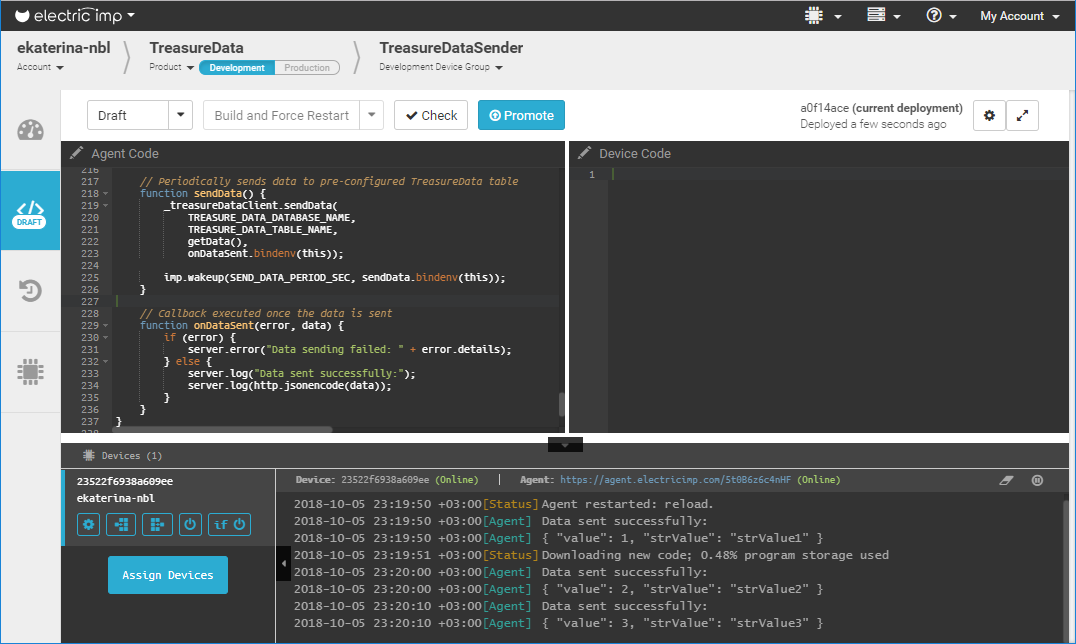 electric imp
My Account
ekaterina-nbl
TreasureData
TreasureDataSender
Account
Product
Development
Production
Development Device Group
Draft
Build and Force Restart
Check
Promote
a0f14ace (current deployment)
Deployed a few seconds ago
DRAFT
Agent Code
216
217 // Periodically sends data to pre-configured TreasureData table
218 function sendData() {
219 _treasureDataClient.sendData(
220 TREASURE_DATA_DATABASE_NAME,
221 TREASURE_DATA_TABLE_NAME,
222 getData(),
223 onDataSent.bindenv(this));
224
225 imp.wakeup(SEND_DATA_PERIOD_SEC, sendData.bindenv(this));
226 }
227
228 // Callback executed once the data is sent
229 function onDataSent(error, data) {
230 if (error) {
231 server.error("Data sending failed: " + error.details);
232 } else {
233 server.log("Data sent successfully:");
234 server.log(http.jsonencode(data));
235 }
236 }
237 }
238
Device Code
1
Devices (1)
23522f6938a609ee
ekaterina-nbl
if
Assign Devices
Device: 23522f6938a609ee (Online) | Agent: https://agent.electricimp.com/5t0B6z6c4nHF (Online)
2018-10-05 23:19:50 +03:00[Status]Agent restarted: reload.
2018-10-05 23:19:50 +03:00[Agent] Data sent successfully:
2018-10-05 23:19:50 +03:00[Agent] { "value": 1, "strValue": "strValue1" }
2018-10-05 23:19:51 +03:00[Status]Downloading new code; 0.48% program storage used
2018-10-05 23:20:00 +03:00[Agent] Data sent successfully:
2018-10-05 23:20:00 +03:00[Agent] { "value": 2, "strValue": "strValue2" }
2018-10-05 23:20:10 +03:00[Agent] Data sent successfully:
2018-10-05 23:20:10 +03:00[Agent] { "value": 3, "strValue": "strValue3" }